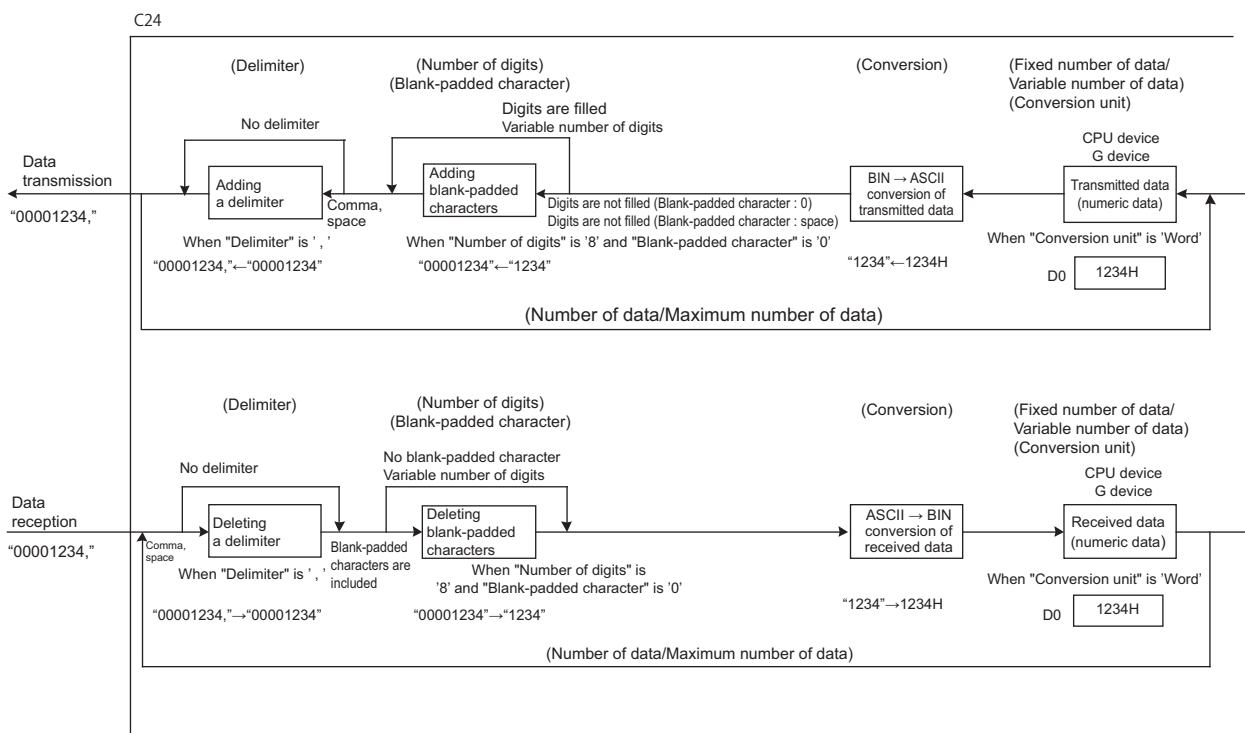 C24
(Delimiter)
(Number of digits)
(Blank-padded character)
(Conversion)
(Fixed number of data/
Variable number of data)
(Conversion unit)
Digits are filled
Variable number of digits
No delimiter
CPU device
G device
Data
transmission
“00001234,”
Adding
a delimiter
Comma,
space
Adding
blank-padded
characters
Digits are not filled (Blank-padded character : 0)
Digits are not filled (Blank-padded character : space)
BIN → ASCII
conversion of
transmitted data
Transmitted data
(numeric data)
When "Delimiter" is ’ , ’
When "Number of digits" is ’8’ and "Blank-padded character" is ’0’
When "Conversion unit" is ’Word’
“00001234,”←“00001234”
“00001234”←“1234”
“1234”←1234H
D0 1234H
(Number of data/Maximum number of data)
(Delimiter)
(Number of digits)
(Blank-padded character)
(Conversion)
(Fixed number of data/
Variable number of data)
(Conversion unit)
No delimiter
No blank-padded character
Variable number of digits
CPU device
G device
Data
reception
“00001234,”
Comma,
space
Deleting
a delimiter
Blank-padded
characters are
included
Deleting
blank-padded
characters
ASCII → BIN
conversion of
received data
Received data
(numeric data)
When "Delimiter" is ’ , ’
When "Number of digits" is
’8’ and "Blank-padded character" is ’0’
When "Conversion unit" is ’Word’
“00001234,”→“00001234”
“00001234”→“1234”
“1234”→1234H
D0 1234H
(Number of data/Maximum number of data)